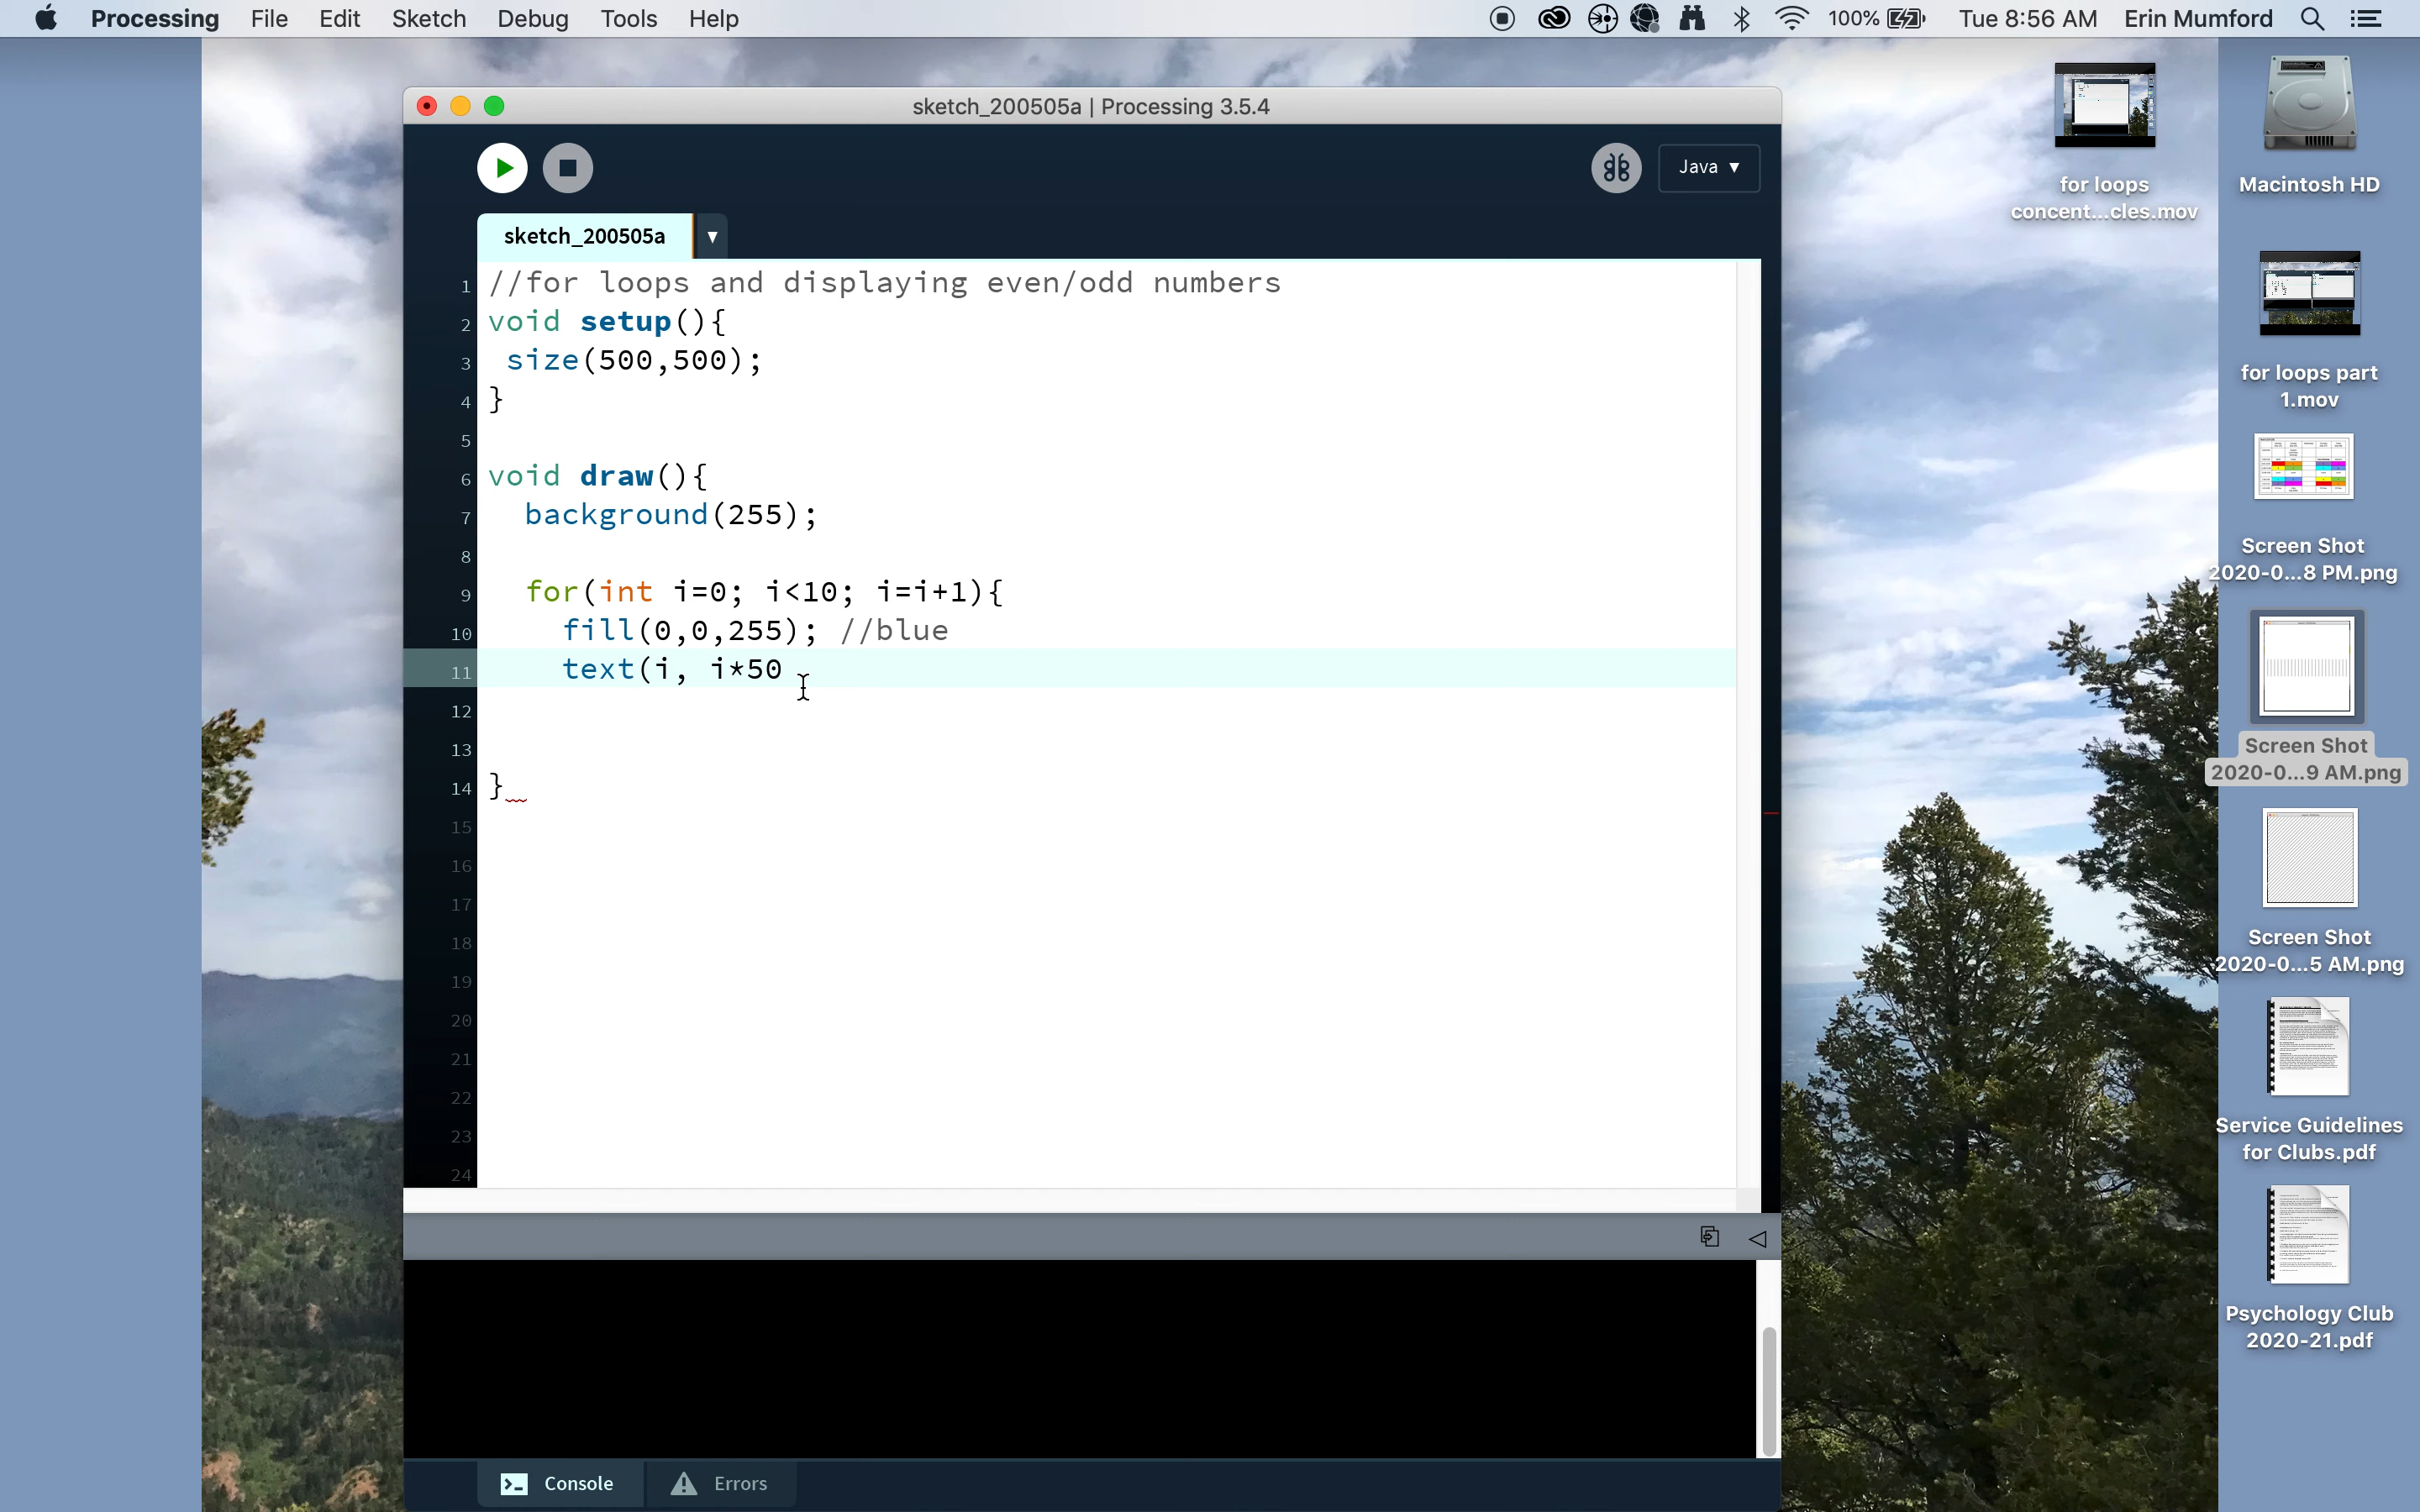 Processing File Edit Sketch Debug Tools Help 100% Tue 8:56 AM Erin Mumford
sketch_200505a | Processing 3.5.4
Java ▼
sketch_200505a ▼
1 //for loops and displaying even/odd numbers
2 void setup(){
3 size(500,500);
4 }
5
6 void draw(){
7 background(255);
8
9 for(int i=0; i<10; i=i+1){
10 fill(0,0,255); //blue
11 text(i, i*50
12
13
14 }
15
16
17
18
19
20
21
22
23
24
Console Errors
for loops
concent...cles.mov
Macintosh HD
for loops part
1.mov
Screen Shot
2020-0...8 PM.png
Screen Shot
2020-0...9 AM.png
Screen Shot
2020-0...5 AM.png
Service Guidelines
for Clubs.pdf
Psychology Club
2020-21.pdf